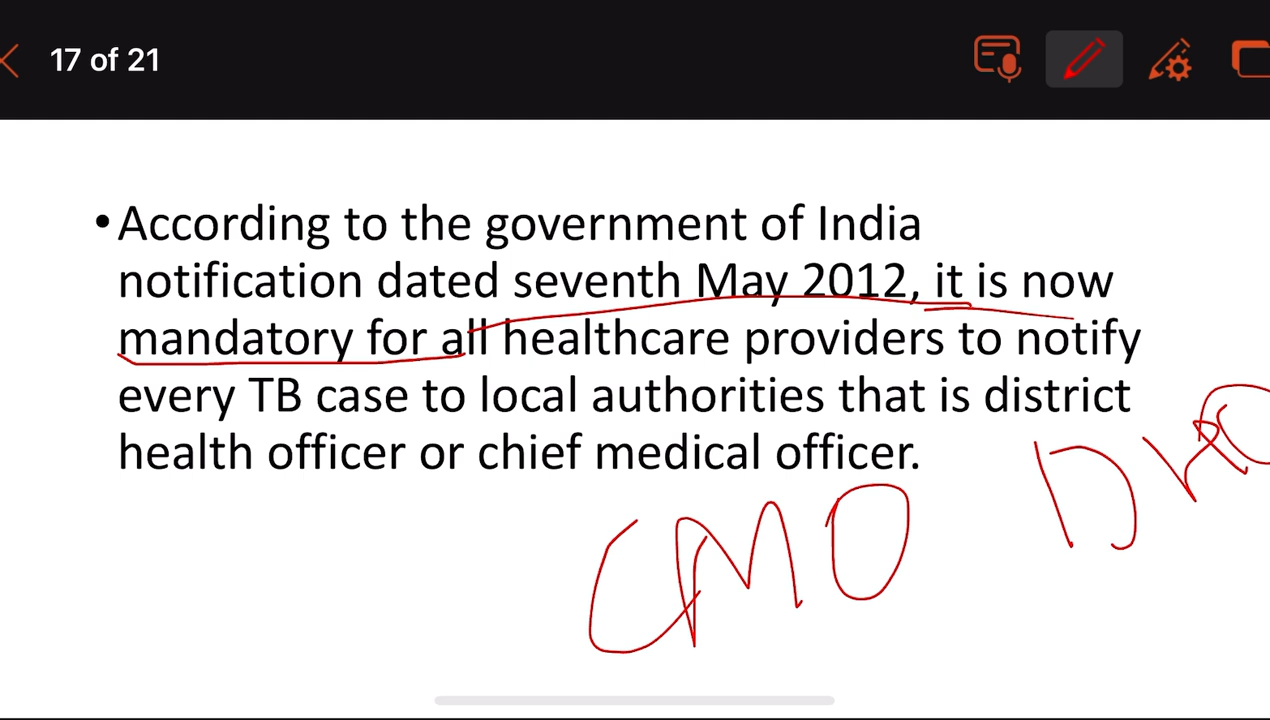 17 of 21
•According to the government of India
notification dated seventh May 2012, it is now
mandatory for all healthcare providers to notify
every TB case to local authorities that is district
health officer or chief medical officer.
DHO
CMO